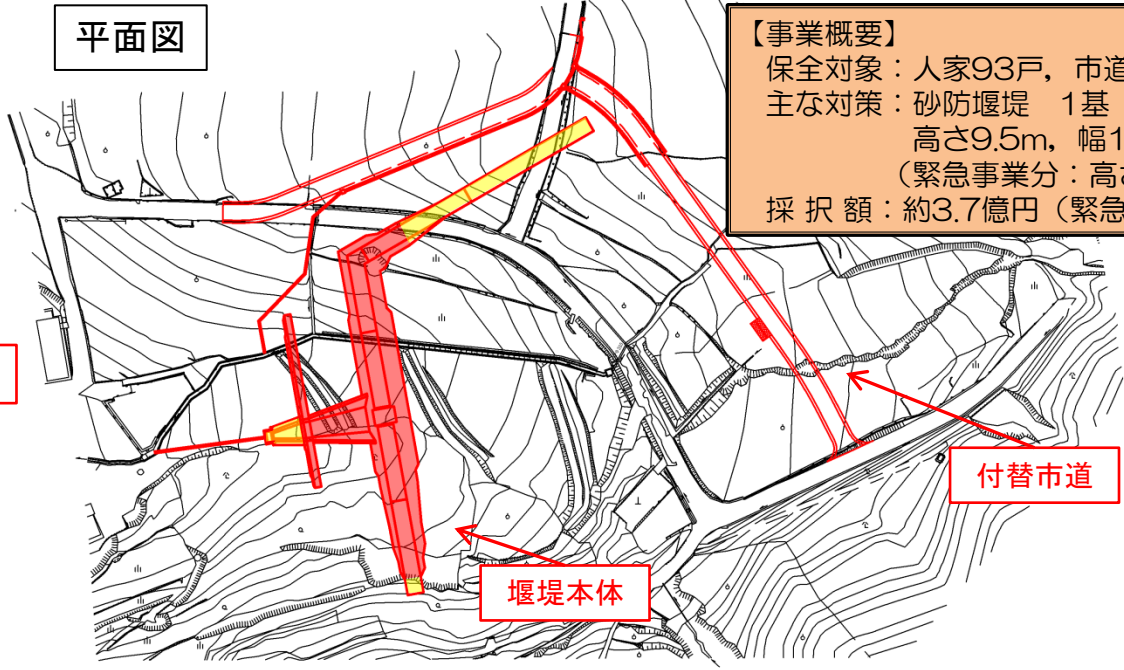 平面図
【事業概要】
保全対象：人家93戸，市道
主な対策：砂防堰堤　1基
高さ9.5m，幅1
（緊急事業分：高さ
採 択 額：約3.7億円（緊急
付替市道
堰堤本体